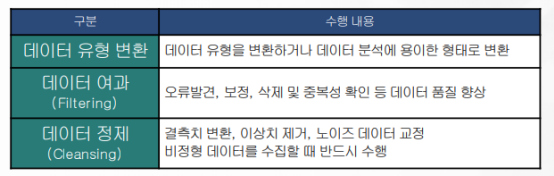 구분 수행 내용
데이터 유형 변환 데이터 유형을 변환하거나 데이터 분석에 용이한 형태로 변환
데이터 여과
(Filtering)
오류발견, 보정, 삭제 및 중복성 확인 등 데이터 품질 향상
데이터 정제
(Cleansing)
결측치 변환, 이상치 제거, 노이즈 데이터 교정
비정형 데이터를 수집할 때 반드시 수행